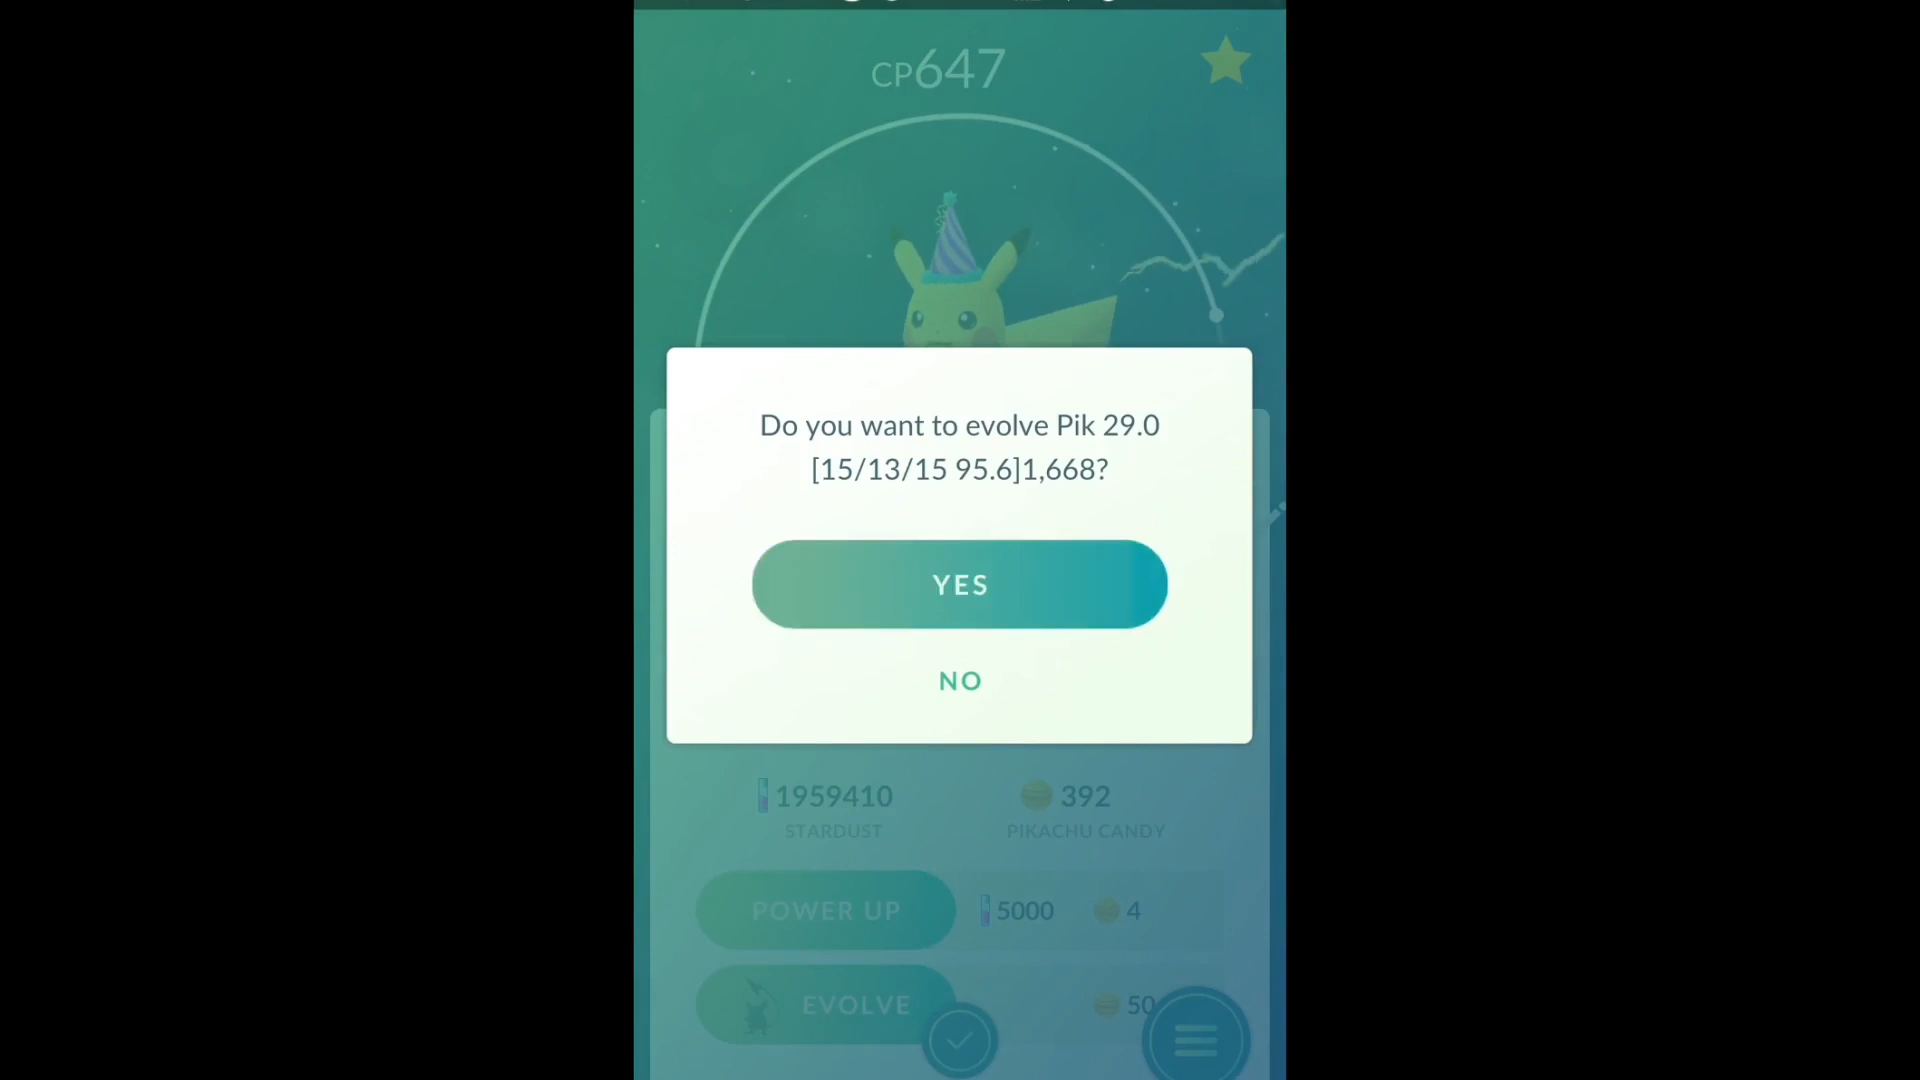 CP647
Do you want to evolve Pik 29.0
[15/13/15 95.6]1,668?
YES
NO
1959410
392
STARDUST
PIKACHU CANDY
POWER UP
5000
4
EVOLVE
50